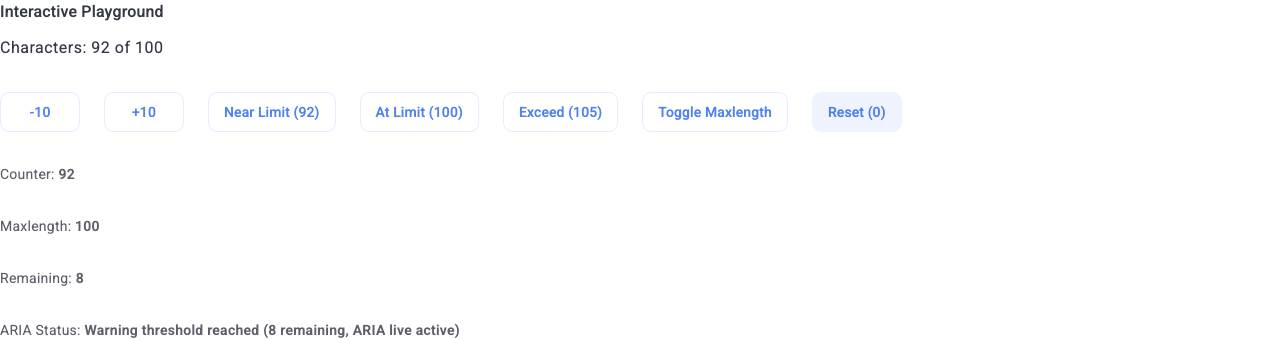 Interactive Playground
Characters: 92 of 100
-10 +10 Near Limit (92) At Limit (100) Exceed (105) Toggle Maxlength Reset (0)
Counter: 92
Maxlength: 100
Remaining: 8
ARIA Status: Warning threshold reached (8 remaining, ARIA live active)